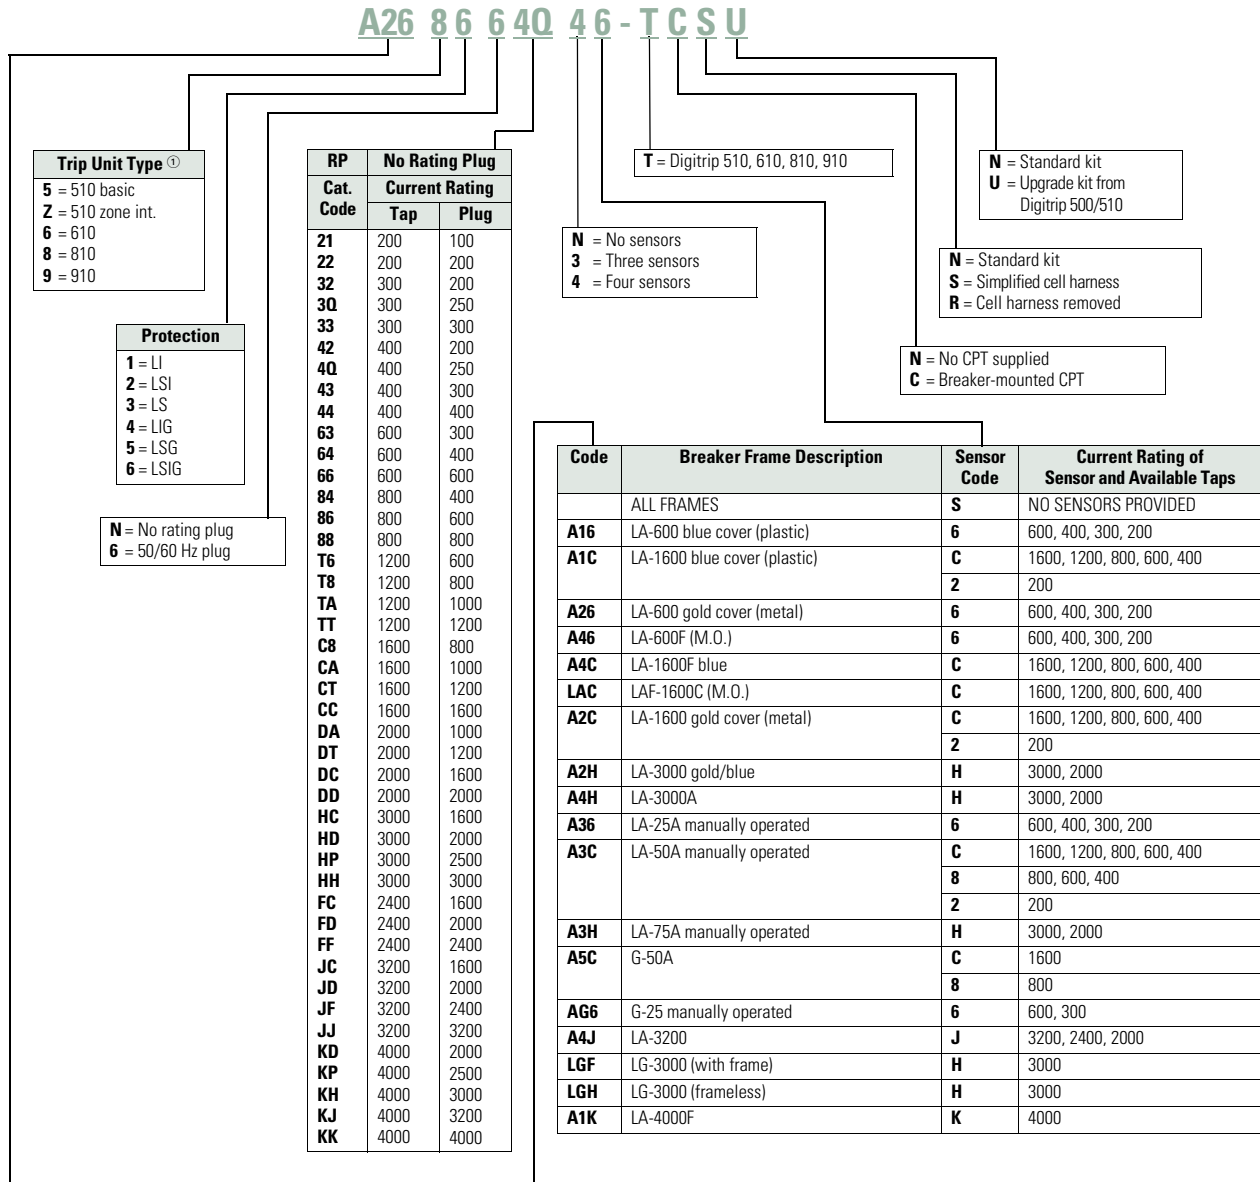 A26 8 6 6 4Q 4 6 - T C S U
Trip Unit Type ①
5 = 510 basic
Z = 510 zone int.
6 = 610
8 = 810
9 = 910
Protection
1 = LI
2 = LSI
3 = LS
4 = LIG
5 = LSG
6 = LSIG
N = No rating plug
6 = 50/60 Hz plug
RP No Rating Plug
Cat. Code Current Rating
Tap Plug
21 200 100
22 200 200
32 300 200
3Q 300 250
33 300 300
42 400 200
4Q 400 250
43 400 300
44 400 400
63 600 300
64 600 400
66 600 600
84 800 400
86 800 600
88 800 800
T6 1200 600
T8 1200 800
TA 1200 1000
TT 1200 1200
C8 1600 800
CA 1600 1000
CT 1600 1200
CC 1600 1600
DA 2000 1000
DT 2000 1200
DC 2000 1600
DD 2000 2000
HC 3000 1600
HD 3000 2000
HP 3000 2500
HH 3000 3000
FC 2400 1600
FD 2400 2000
FF 2400 2400
JC 3200 1600
JD 3200 2000
JF 3200 2400
JJ 3200 3200
KD 4000 2000
KP 4000 2500
KH 4000 3000
KJ 4000 3200
KK 4000 4000
T = Digitrip 510, 610, 810, 910
N = No sensors
3 = Three sensors
4 = Four sensors
N = Standard kit
U = Upgrade kit from
Digitrip 500/510
N = Standard kit
S = Simplified cell harness
R = Cell harness removed
N = No CPT supplied
C = Breaker-mounted CPT
Code Breaker Frame Description Sensor Code Current Rating of Sensor and Available Taps
ALL FRAMES S NO SENSORS PROVIDED
A16 LA-600 blue cover (plastic) 6 600, 400, 300, 200
A1C LA-1600 blue cover (plastic) C 1600, 1200, 800, 600, 400
2 200
A26 LA-600 gold cover (metal) 6 600, 400, 300, 200
A46 LA-600F (M.O.) 6 600, 400, 300, 200
A4C LA-1600F blue C 1600, 1200, 800, 600, 400
LAC LAF-1600C (M.O.) C 1600, 1200, 800, 600, 400
A2C LA-1600 gold cover (metal) C 1600, 1200, 800, 600, 400
2 200
A2H LA-3000 gold/blue H 3000, 2000
A4H LA-3000A H 3000, 2000
A36 LA-25A manually operated 6 600, 400, 300, 200
A3C LA-50A manually operated C 1600, 1200, 800, 600, 400
8 800, 600, 400
2 200
A3H LA-75A manually operated H 3000, 2000
A5C G-50A C 1600
8 800
AG6 G-25 manually operated 6 600, 300
A4J LA-3200 J 3200, 2400, 2000
LGF LG-3000 (with frame) H 3000
LGH LG-3000 (frameless) H 3000
A1K LA-4000F K 4000